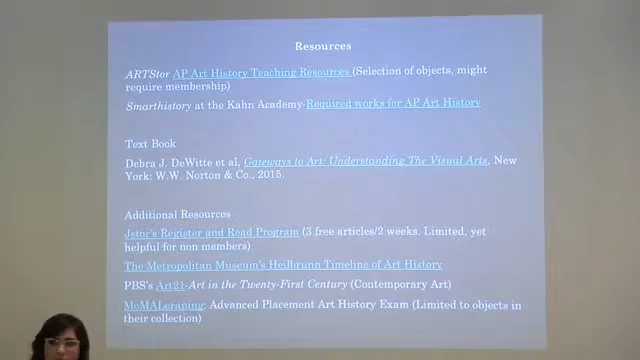 Resources
ARTStor AP Art History Teaching Resources (Selection of objects, might
require membership)
Smarthistory at the Kahn Academy-Required works for AP Art History
Text Book
Debra J. DeWitte et al, Gateways to Art: Understanding The Visual Arts, New
York: W.W. Norton & Co., 2015.
Additional Resources
Jstor's Register and Read Program (3 free articles/2 weeks. Limited, yet
helpful for non members)
The Metropolitan Museum's Heilbrunn Timeline of Art History
PBS's Art21-Art in the Twenty-First Century (Contemporary Art)
MoMALeraning: Advanced Placement Art History Exam (Limited to objects in
their collection)